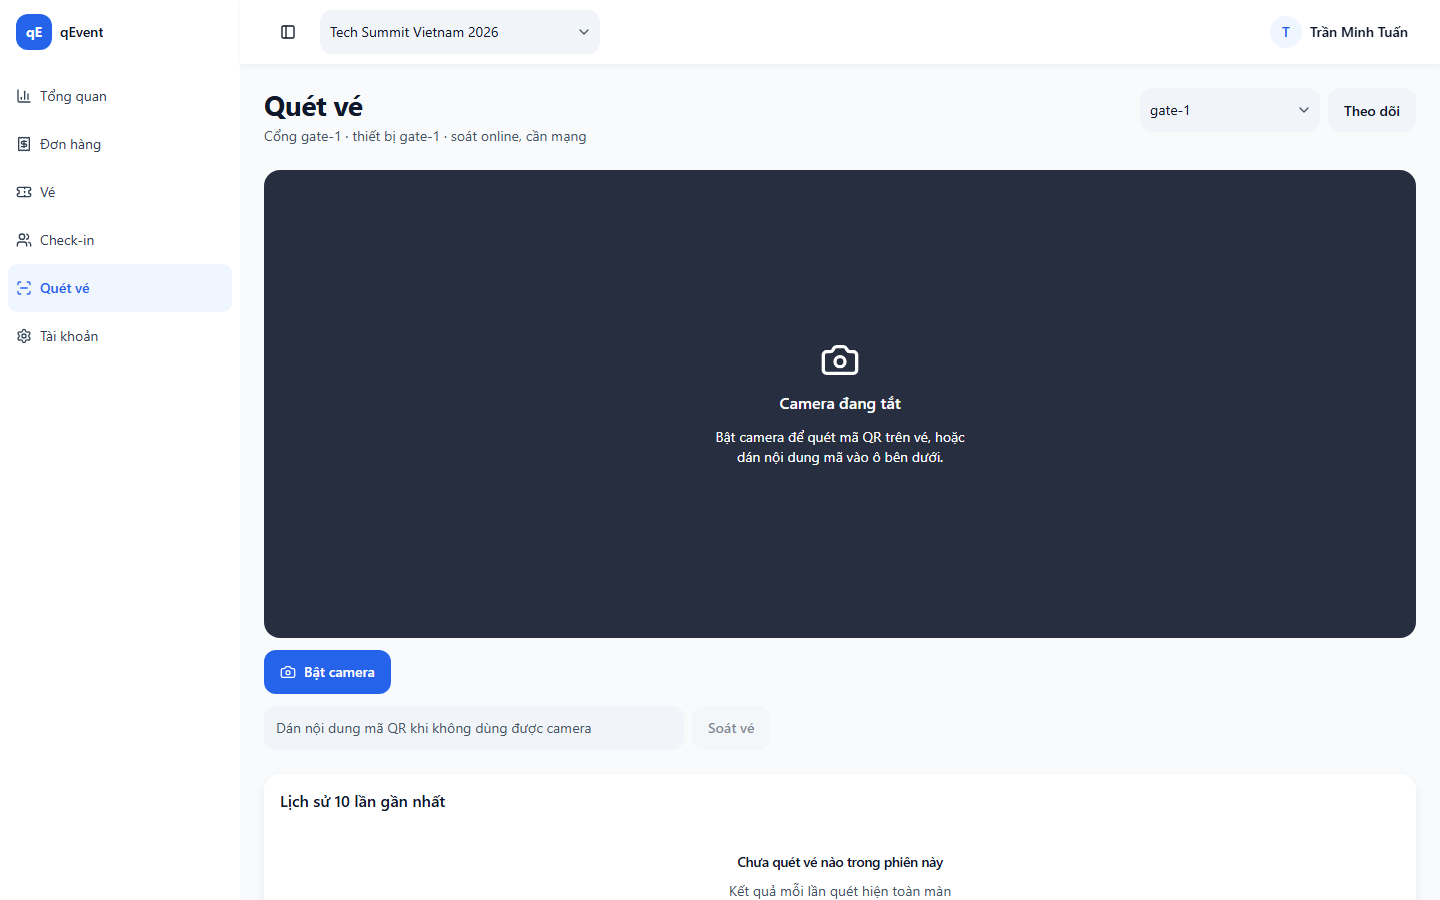 qE qEvent
Tech Summit Vietnam 2026
T Trần Minh Tuấn
Tổng quan
Đơn hàng
Vé
Check-in
Quét vé
Tài khoản
Quét vé
Cổng gate-1 · thiết bị gate-1 · soát online, cần mạng
gate-1
Theo dõi
Camera đang tắt
Bật camera để quét mã QR trên vé, hoặc
dán nội dung mã vào ô bên dưới.
Bật camera
Dán nội dung mã QR khi không dùng được camera
Soát vé
Lịch sử 10 lần gần nhất
Chưa quét vé nào trong phiên này
Kết quả mỗi lần quét hiện toàn màn